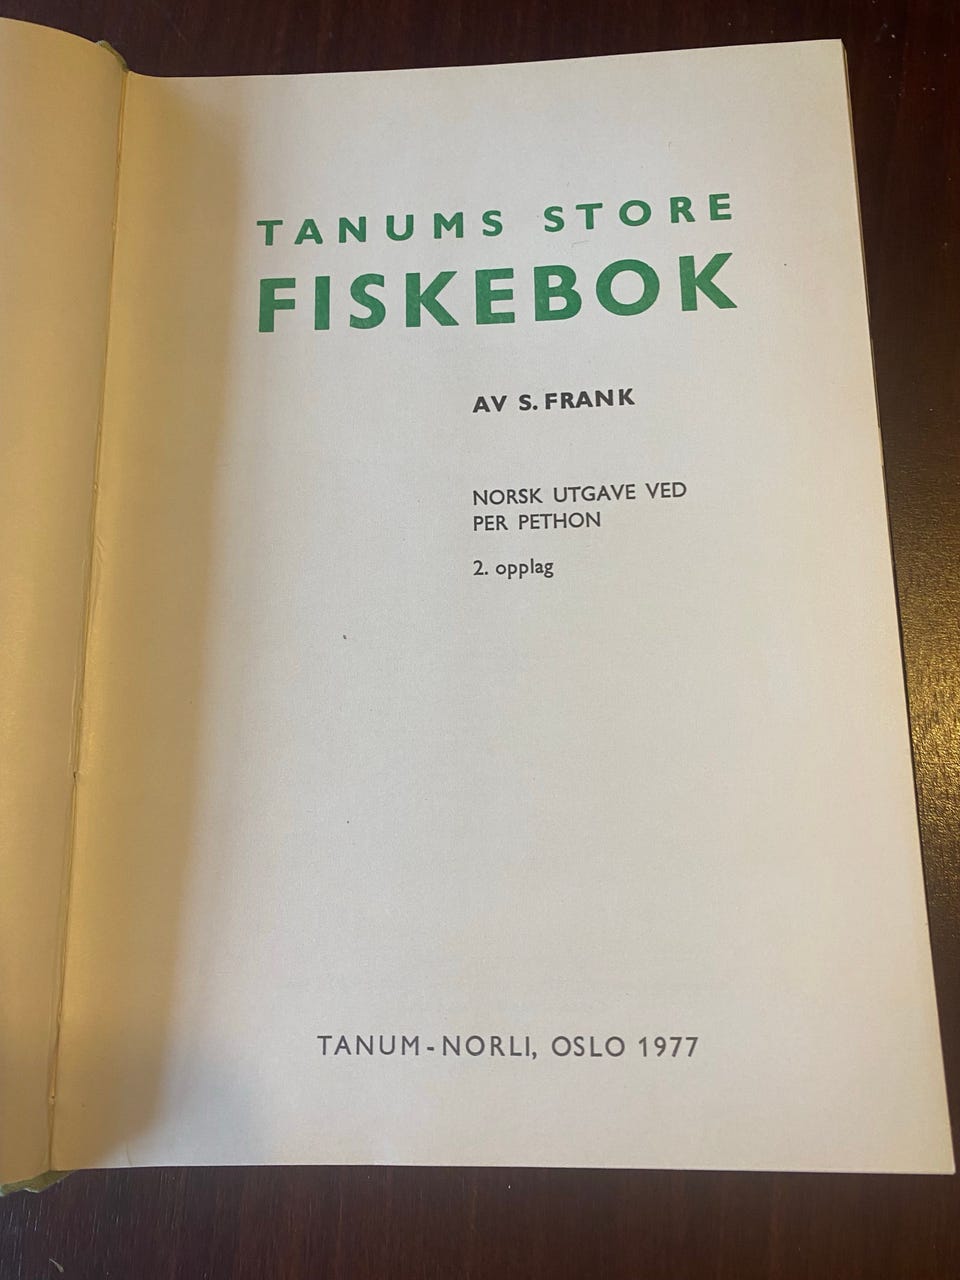 TANUMS STORE
FISKEBOK
AV S. FRANK
NORSK UTGAVE VED
PER PETHON
2. opplag
TANUM-NORLI, OSLO 1977